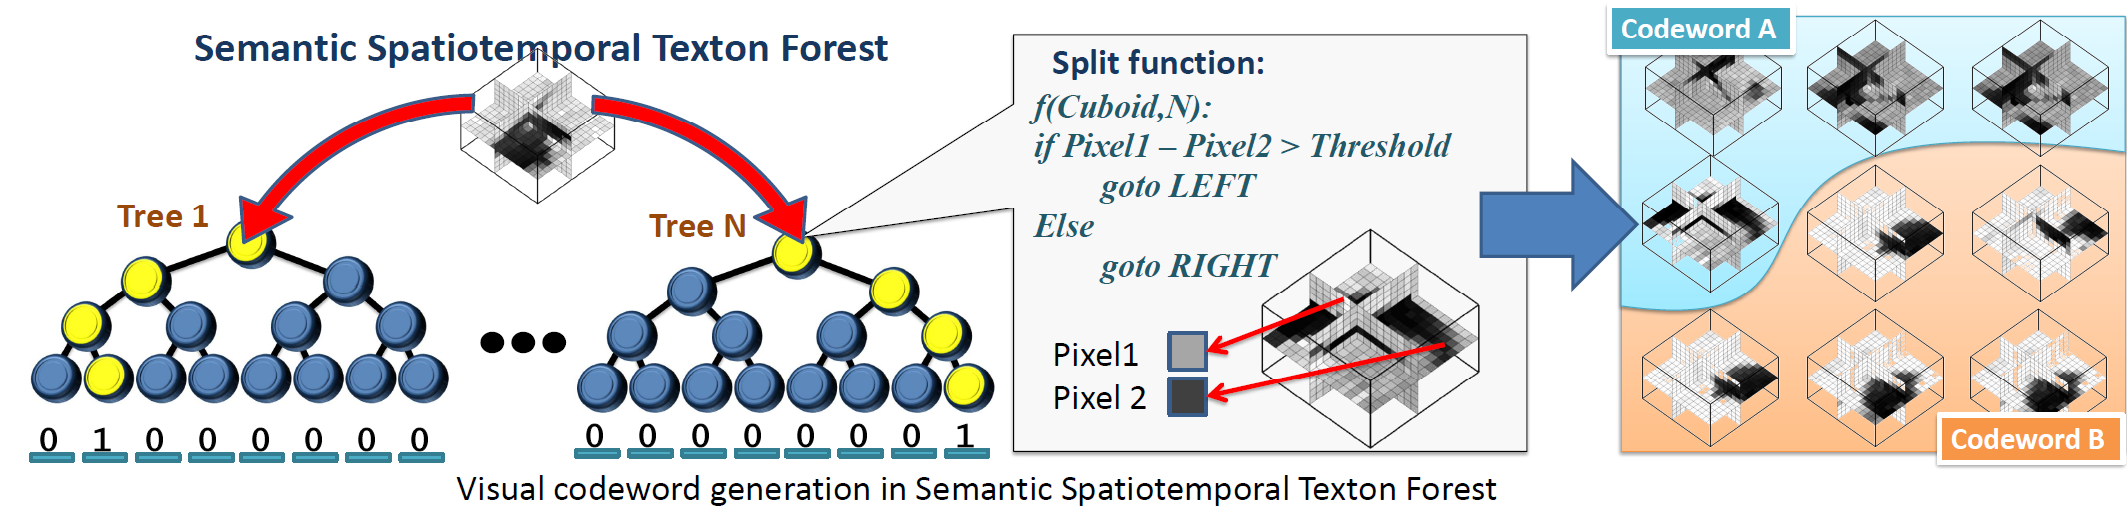 Semantic Spatiotemporal Texton Forest
Tree 1
Tree N
0 1 0 0 0 0 0 0
0 0 0 0 0 0 0 1
Split function:
f(Cuboid,N):
if Pixel1 – Pixel2 > Threshold
goto LEFT
Else
goto RIGHT
Pixel1
Pixel 2
Codeword A
Codeword B
Visual codeword generation in Semantic Spatiotemporal Texton Forest